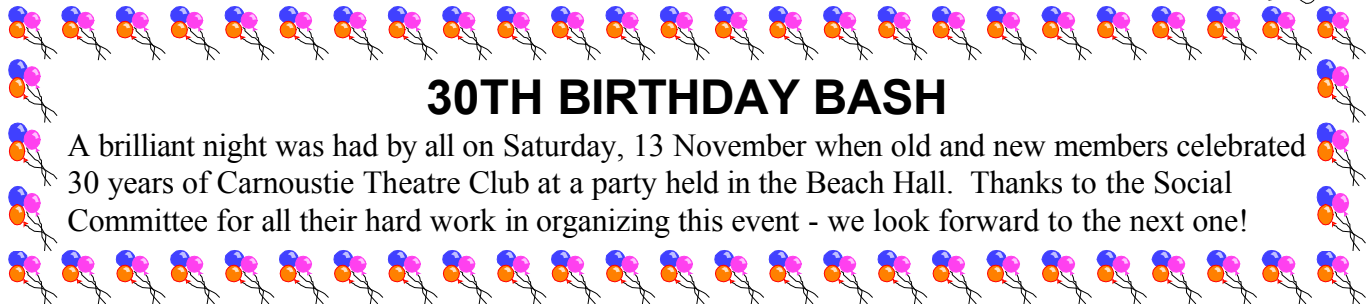 30TH BIRTHDAY BASH
A brilliant night was had by all on Saturday, 13 November when old and new members celebrated
30 years of Carnoustie Theatre Club at a party held in the Beach Hall.  Thanks to the Social
Committee for all their hard work in organizing this event - we look forward to the next one!